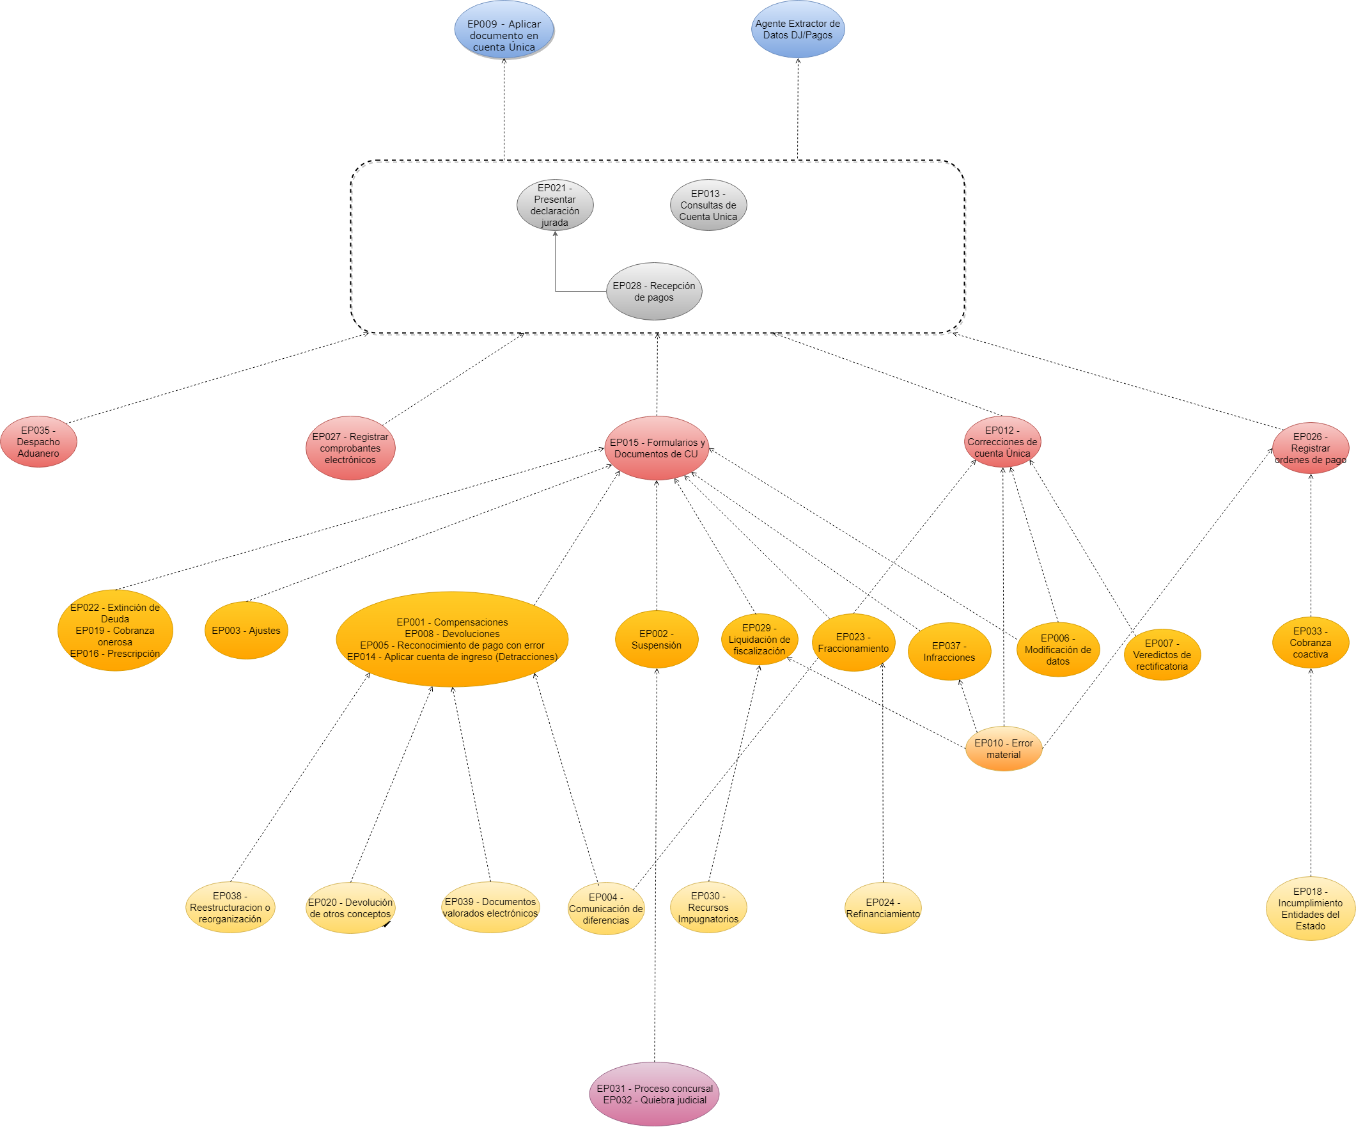 EP009 - Aplicar
documento en
cuenta Única
Agente Extractor de
Datos DJ/Pagos
EP021 -
Presentar
declaración
jurada
EP013 -
Consultas de
Cuenta Unica
EP028 - Recepción
de pagos
EP035 -
Despacho
Aduanero
EP027 - Registrar
comprobantes
electrónicos
EP015 - Formularios y
Documentos de CU
EP012 -
Correcciones de
cuenta Única
EP026 -
Registrar
ordenes de pago
EP022 - Extinción de
Deuda
EP019 - Cobranza
onerosa
EP016 - Prescripción
EP003 - Ajustes
EP001 - Compensaciones
EP008 - Devoluciones
EP005 - Reconocimiento de pago con error
EP014 - Aplicar cuenta de ingreso (Detracciones)
EP002 -
Suspensión
EP029 -
Liquidación de
fiscalización
EP023 -
Fraccionamiento
EP037 -
Infracciones
EP006 -
Modificación de
datos
EP007 -
Veredictos de
rectificatoria
EP033 -
Cobranza
coactiva
EP010 - Error
material
EP038 -
Reestructuracion o
reorganización
EP020 - Devolución
de otros conceptos
EP039 - Documentos
valorados electrónicos
EP004 -
Comunicación de
diferencias
EP030 -
Recursos
Impugnatorios
EP024 -
Refinanciamiento
EP018 -
Incumplimiento
Entidades del
Estado
EP031 - Proceso concursal
EP032 - Quiebra judicial